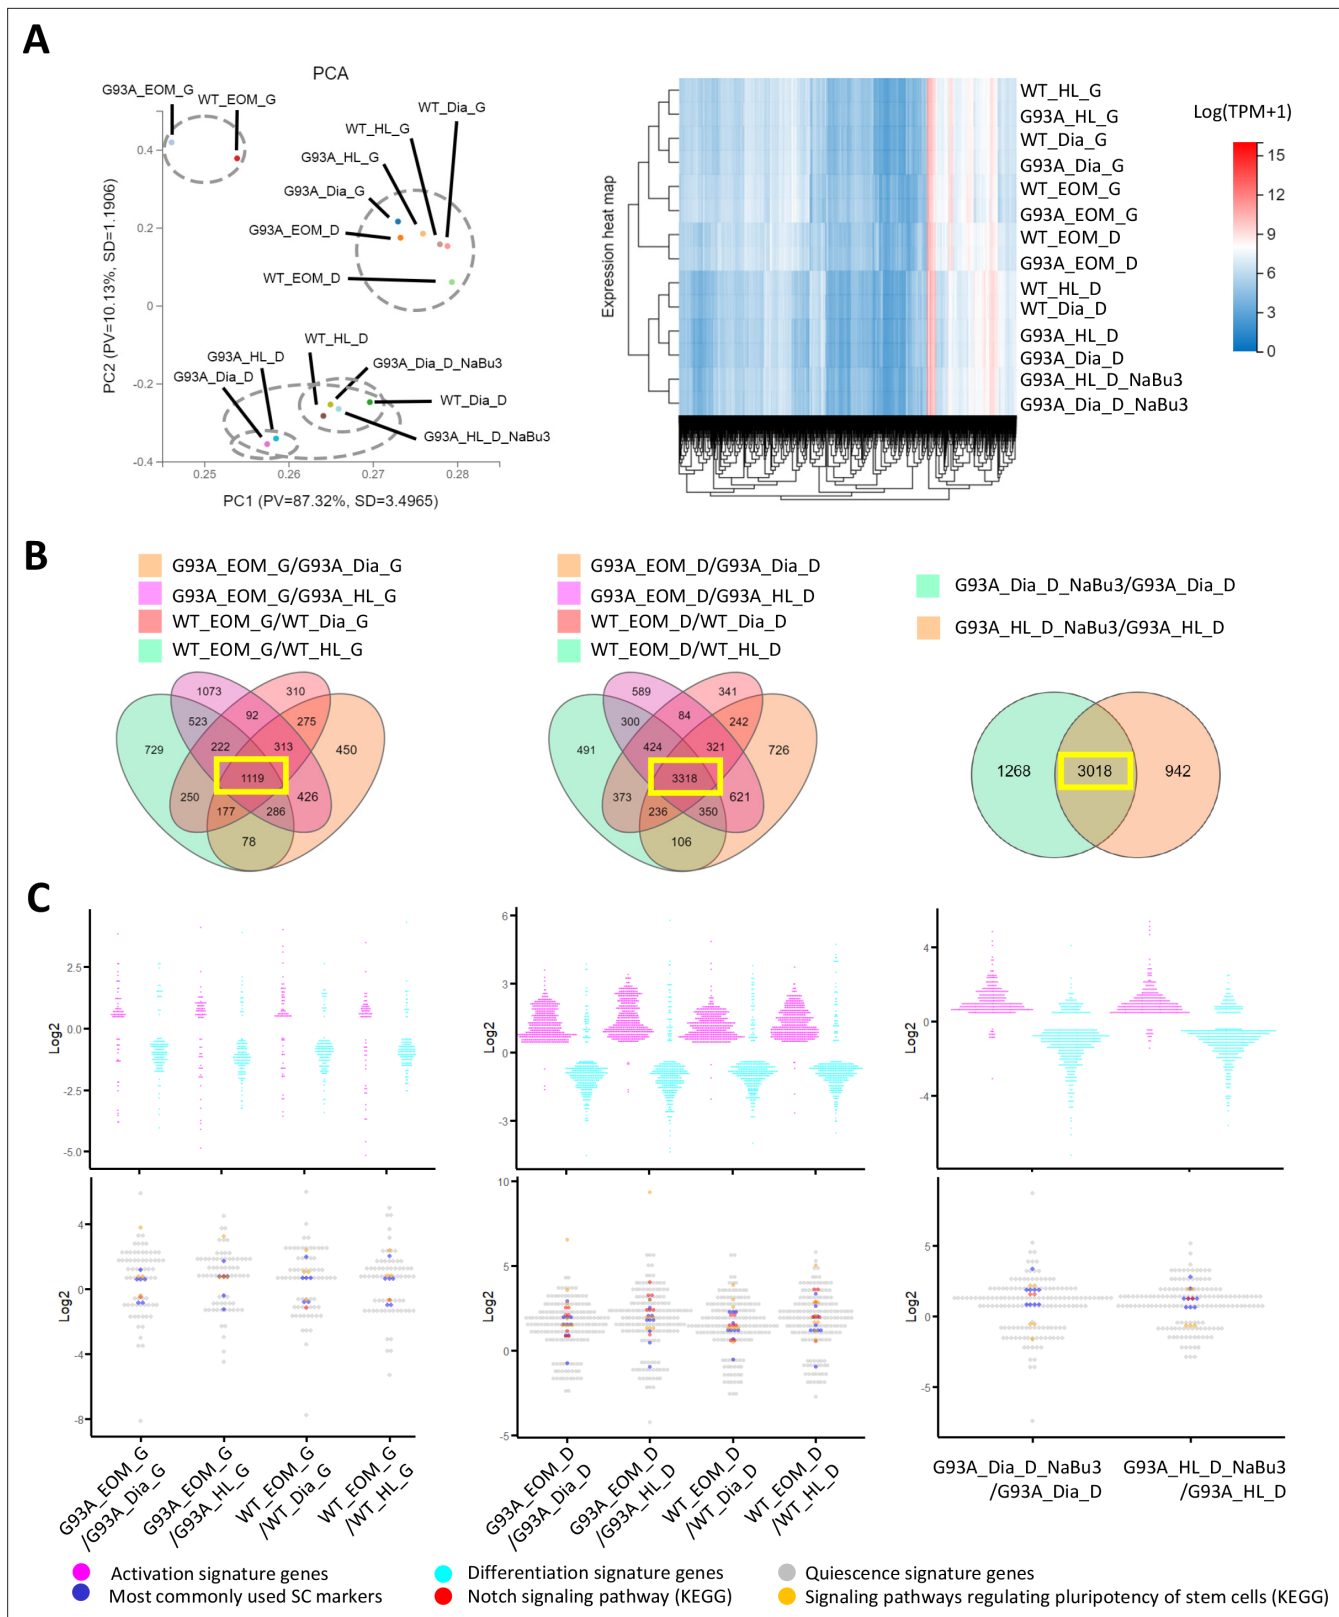 A
PCA
G93A_EOM_G
WT_EOM_G
WT_Dia_G
WT_HL_G
G93A_HL_G
G93A_Dia_G
G93A_EOM_D
WT_EOM_D
WT_HL_D
G93A_HL_D
G93A_Dia_D_NaBu3
G93A_Dia_D
WT_Dia_D
G93A_HL_D_NaBu3
0.4
0.2
0
-0.2
-0.4
0.25
0.26
0.27
0.28
PC2 (PV=10.13%, SD=1.1906)
PC1 (PV=87.32%, SD=3.4965)
Expression heat map
WT_HL_G
G93A_HL_G
WT_Dia_G
G93A_Dia_G
WT_EOM_G
G93A_EOM_G
WT_EOM_D
G93A_EOM_D
WT_HL_D
WT_Dia_D
G93A_HL_D
G93A_Dia_D
G93A_HL_D_NaBu3
G93A_Dia_D_NaBu3
Log(TPM+1)
15
12
9
6
3
0
B
G93A_EOM_G/G93A_Dia_G
G93A_EOM_G/G93A_HL_G
WT_EOM_G/WT_Dia_G
WT_EOM_G/WT_HL_G
1073
310
523
92
275
729
222
313
450
1119
250
426
177
286
78
G93A_EOM_D/G93A_Dia_D
G93A_EOM_D/G93A_HL_D
WT_EOM_D/WT_Dia_D
WT_EOM_D/WT_HL_D
589
341
300
84
242
491
424
321
726
3318
373
621
236
350
106
G93A_Dia_D_NaBu3/G93A_Dia_D
G93A_HL_D_NaBu3/G93A_HL_D
1268
3018
942
C
Log2
2.5
0.0
-2.5
-5.0
Log2
6
3
0
-3
Log2
4
0
-4
Log2
4
0
-4
-8
Log2
10
5
0
-5
Log2
5
0
-5
G93A_EOM_G
/G93A_Dia_G
G93A_EOM_G
/G93A_HL_G
WT_EOM_G
/WT_Dia_G
WT_EOM_G
/WT_HL_G
G93A_EOM_D
/G93A_Dia_D
G93A_EOM_D
/G93A_HL_D
WT_EOM_D
/WT_Dia_D
WT_EOM_D
/WT_HL_D
G93A_Dia_D_NaBu3
/G93A_Dia_D
G93A_HL_D_NaBu3
/G93A_HL_D
Activation signature genes
Differentiation signature genes
Quiescence signature genes
Most commonly used SC markers
Notch signaling pathway (KEGG)
Signaling pathways regulating pluripotency of stem cells (KEGG)